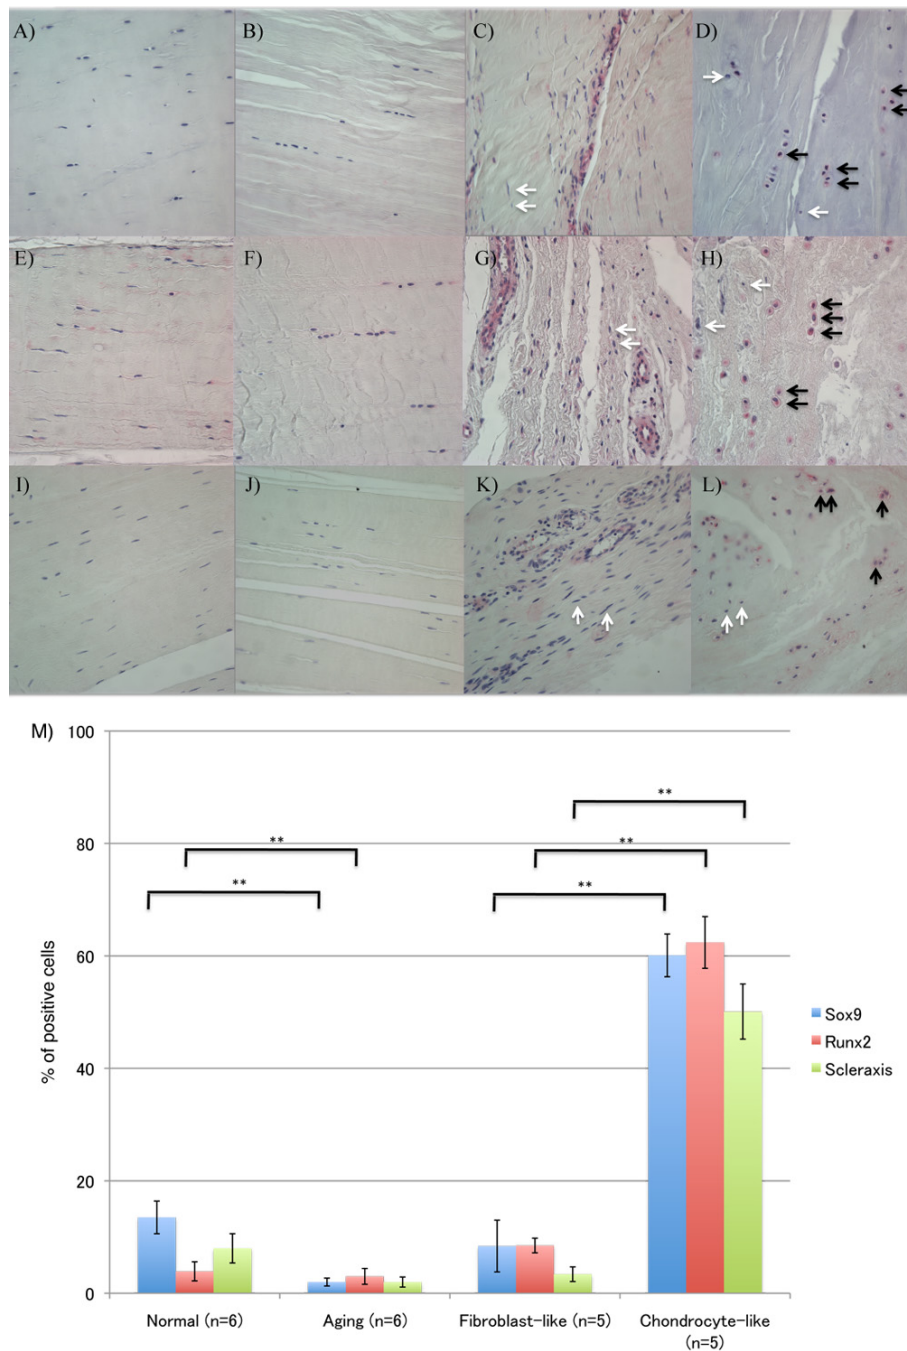 A) B) C) D)
E) F) G) H)
I) J) K) L)
M)
100
80
60
40
20
0
% of positive cells
**
**
**
**
**
Sox9
Runx2
Scleraxis
Normal (n=6) Aging (n=6) Fibroblast-like (n=5) Chondrocyte-like
(n=5)